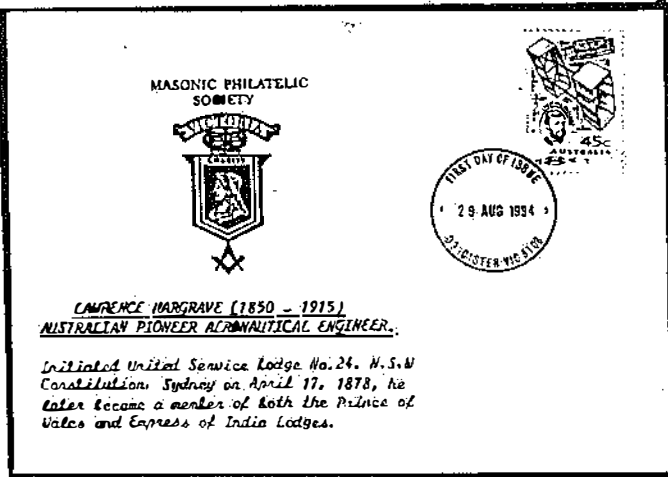 MASONIC PHILATELIC
SOCIETY
VICTORIA
CHARITY
45c
AUSTRALIA
FIRST DAY OF ISSUE
29 AUG 1994
VIC 3108
LAWRENCE HARGRAVE (1850 - 1915)
AUSTRALIAN PIONEER AERONAUTICAL ENGINEER.
Initiated United Service Lodge No.24. N.S.W
Constitution. Sydney on April 17, 1878, he
later became a member of both the Prince of
Wales and Empress of India Lodges.